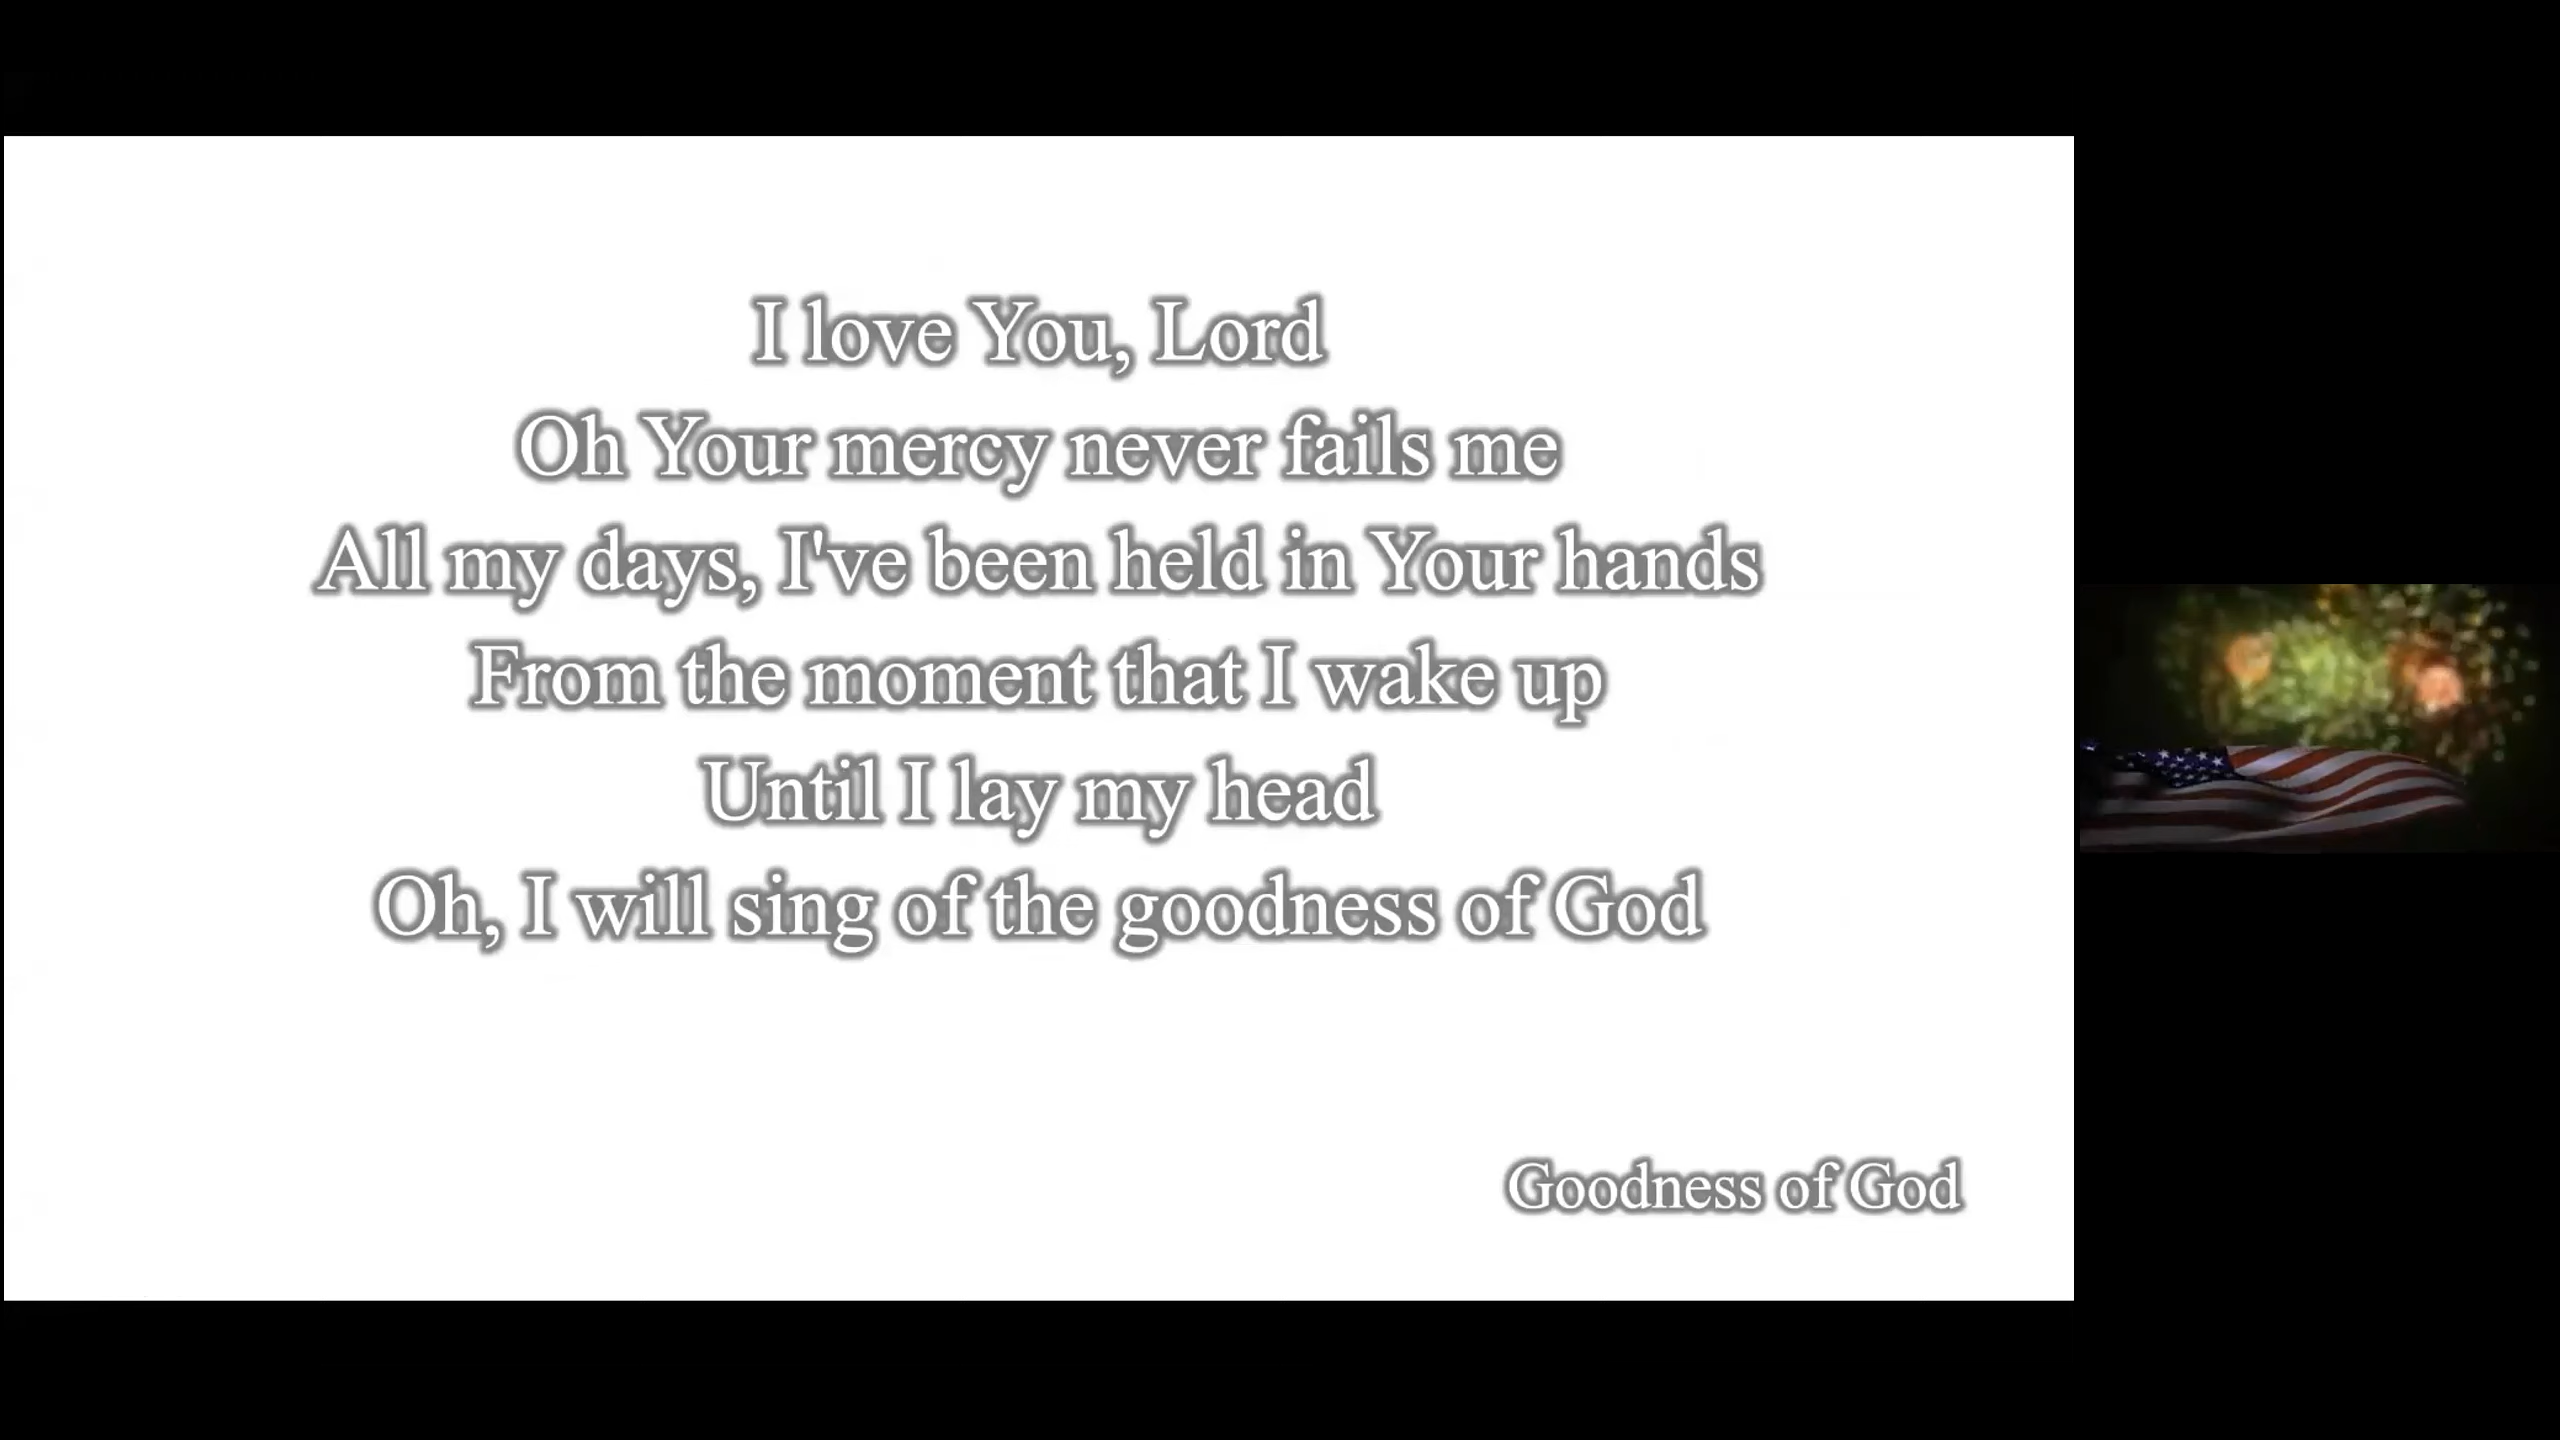 I love You, Lord
Oh Your mercy never fails me
All my days, I've been held in Your hands
From the moment that I wake up
Until I lay my head
Oh, I will sing of the goodness of God
Goodness of God